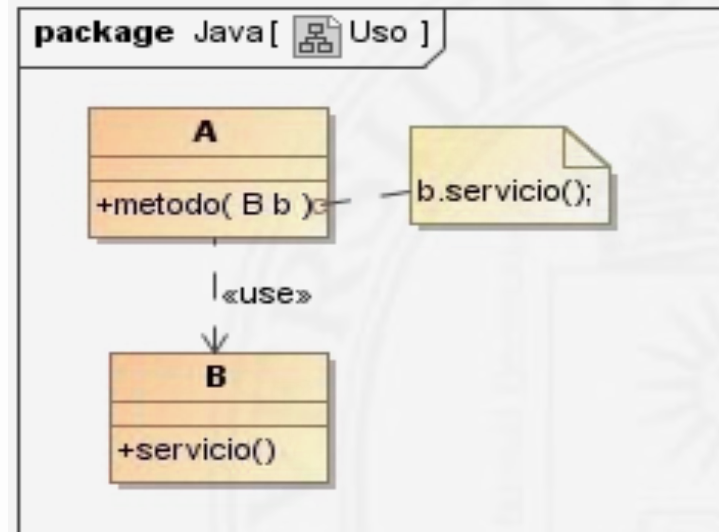 package Java[ Uso ]
A
+metodo( B b )
b.servicio();
«use»
B
+servicio()